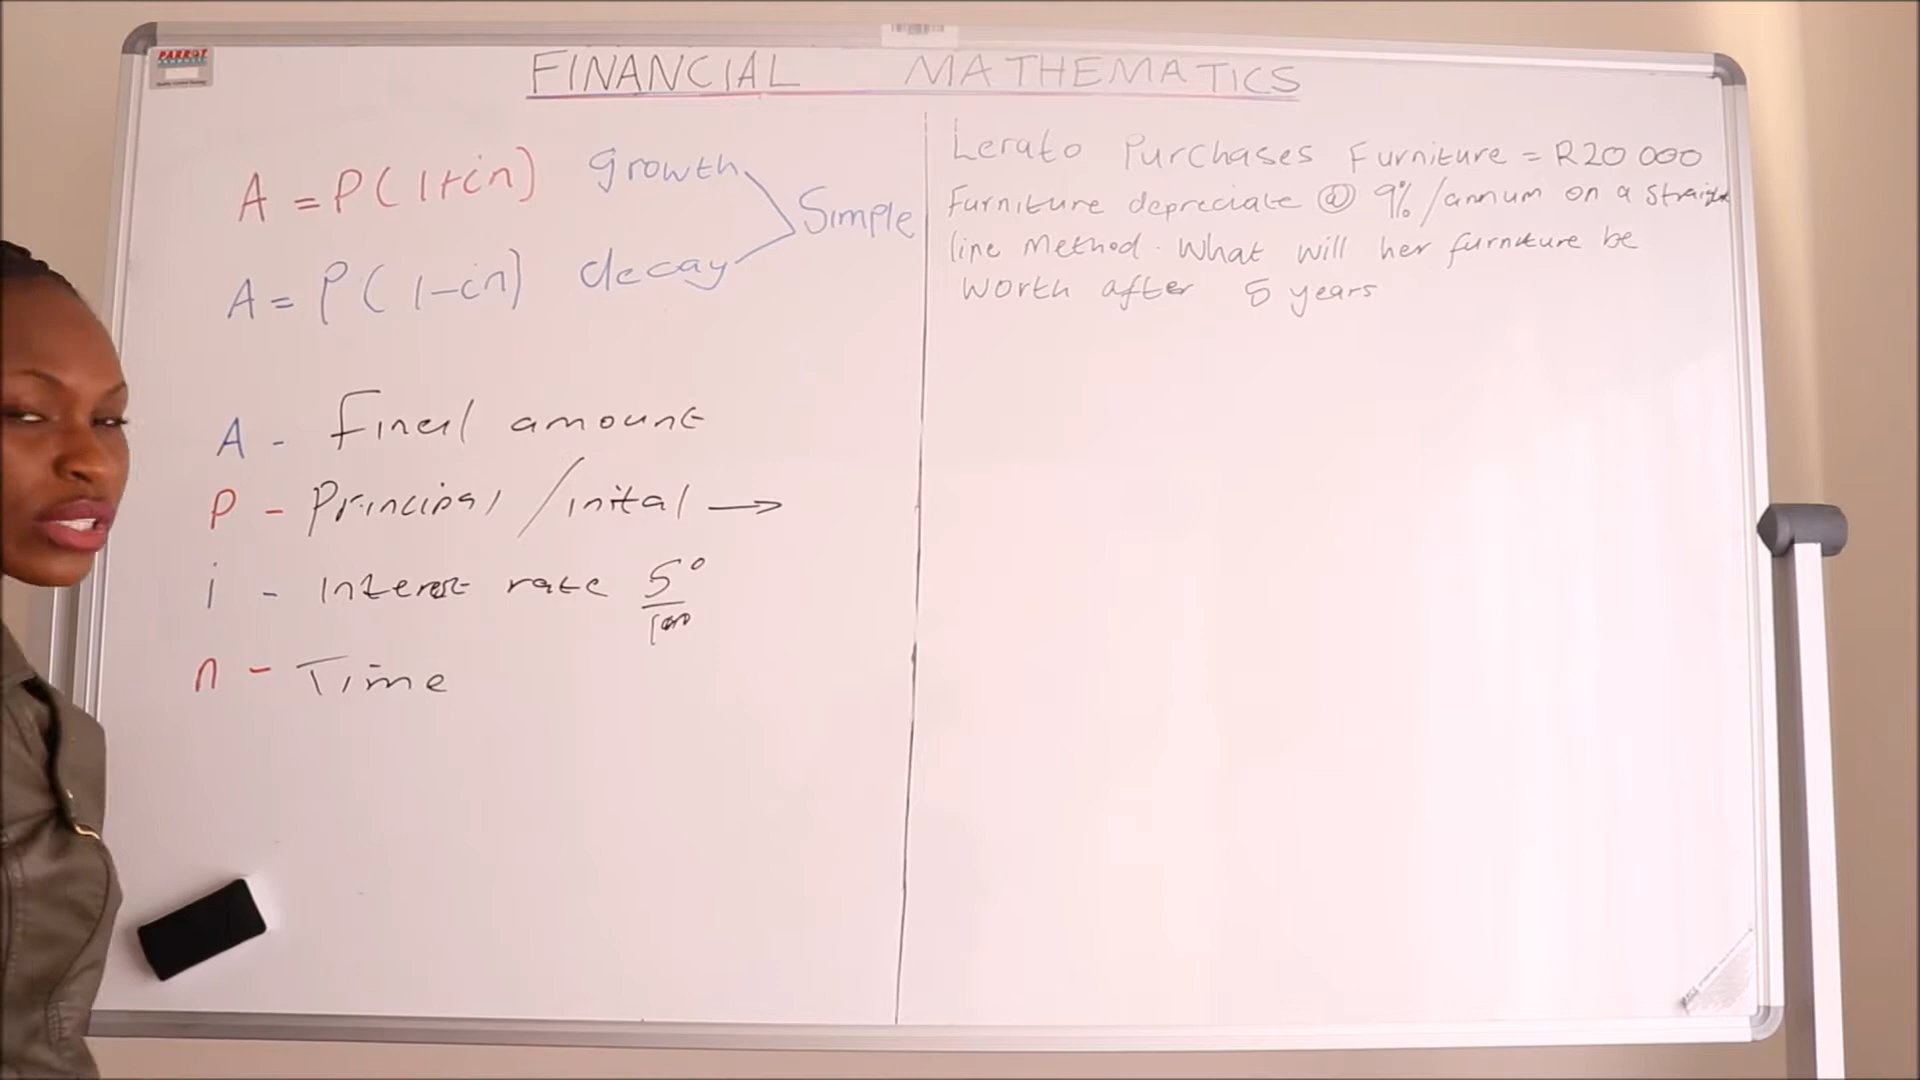 PARROT
FINANCIAL MATHEMATICS
A = P(1+in) growth
Simple
A = P(1-in) decay
A - Final amount
P - Principal / inital →
i - Interest rate 5°/100
n - Time
Lerato Purchases Furniture = R20 000
Furniture depreciate @ 9% /annum on a straight
line method. What will her furniture be
worth after 5 years